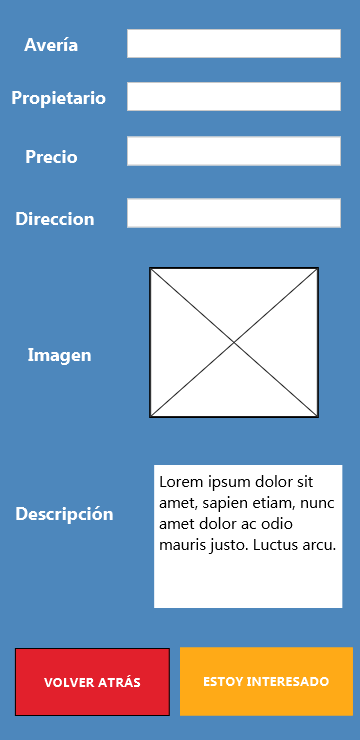 Avería
Propietario
Precio
Direccion
Imagen
Descripción
Lorem ipsum dolor sit
amet, sapien etiam, nunc
amet dolor ac odio
mauris justo. Luctus arcu.
VOLVER ATRÁS
ESTOY INTERESADO